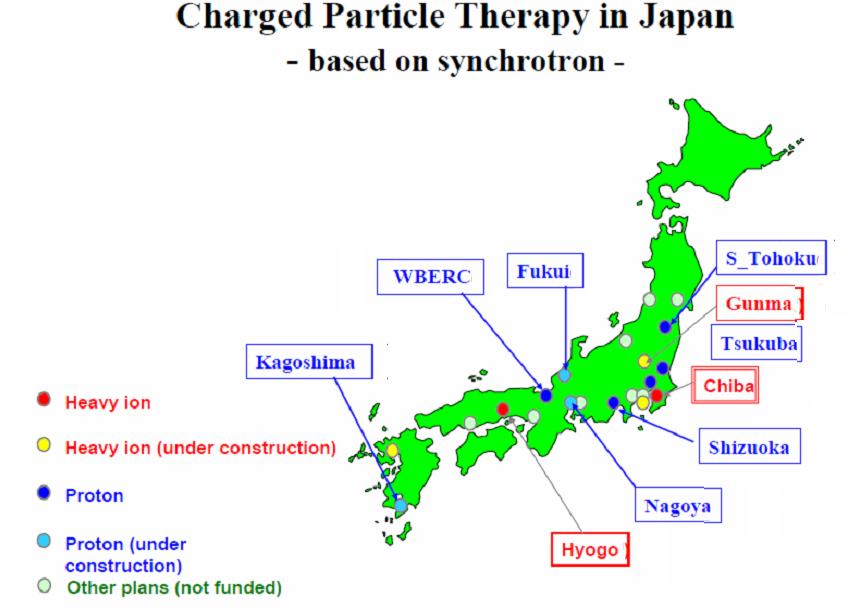 Charged Particle Therapy in Japan
- based on synchrotron -
S_Tohoku
WBERC
Fukui
Gunma )
Tsukuba
Kagoshima
Chiba
Heavy ion
Heavy ion (under construction)
Shizuoka
Proton
Nagoya
Proton (under
construction)
Hyogo )
Other plans (not funded)